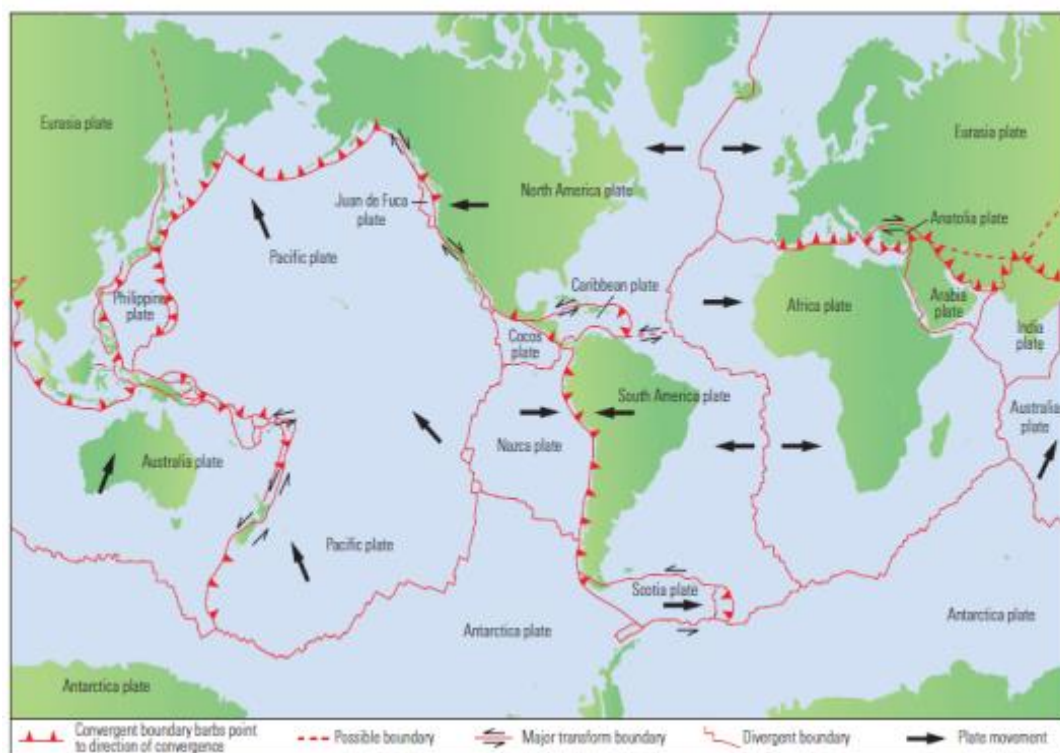 Eurasia plate
Eurasia plate
North America plate
Juan de Fuca
plate
Anatolia plate
Pacific plate
Caribbean plate
Philippine
plate
Africa plate
Arabia
plate
Cocos
plate
India
plate
South America plate
Australia
plate
Nazca plate
Australia plate
Pacific plate
Scotia plate
Antarctica plate
Antarctica plate
Antarctica plate
Convergent boundary barbs point
to direction of convergence
Possible boundary
Major transform boundary
Divergent boundary
Plate movement